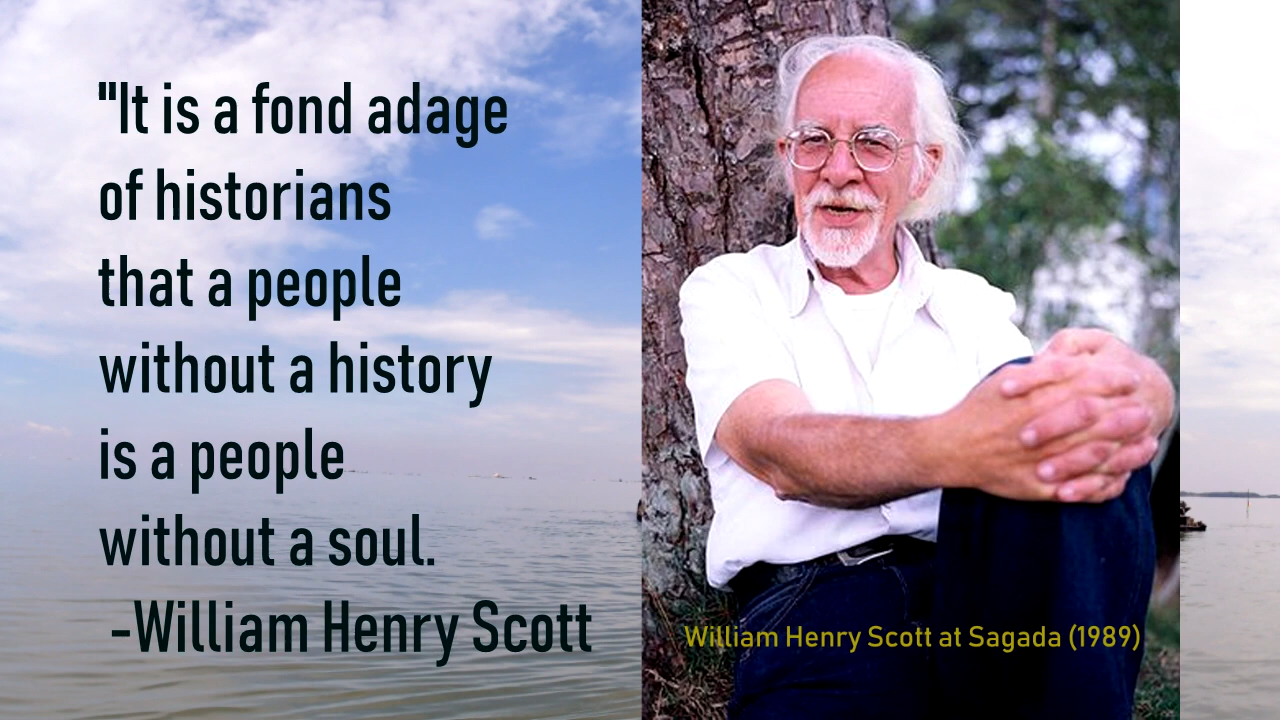 "It is a fond adage
of historians
that a people
without a history
is a people
without a soul.
-William Henry Scott
William Henry Scott at Sagada (1989)